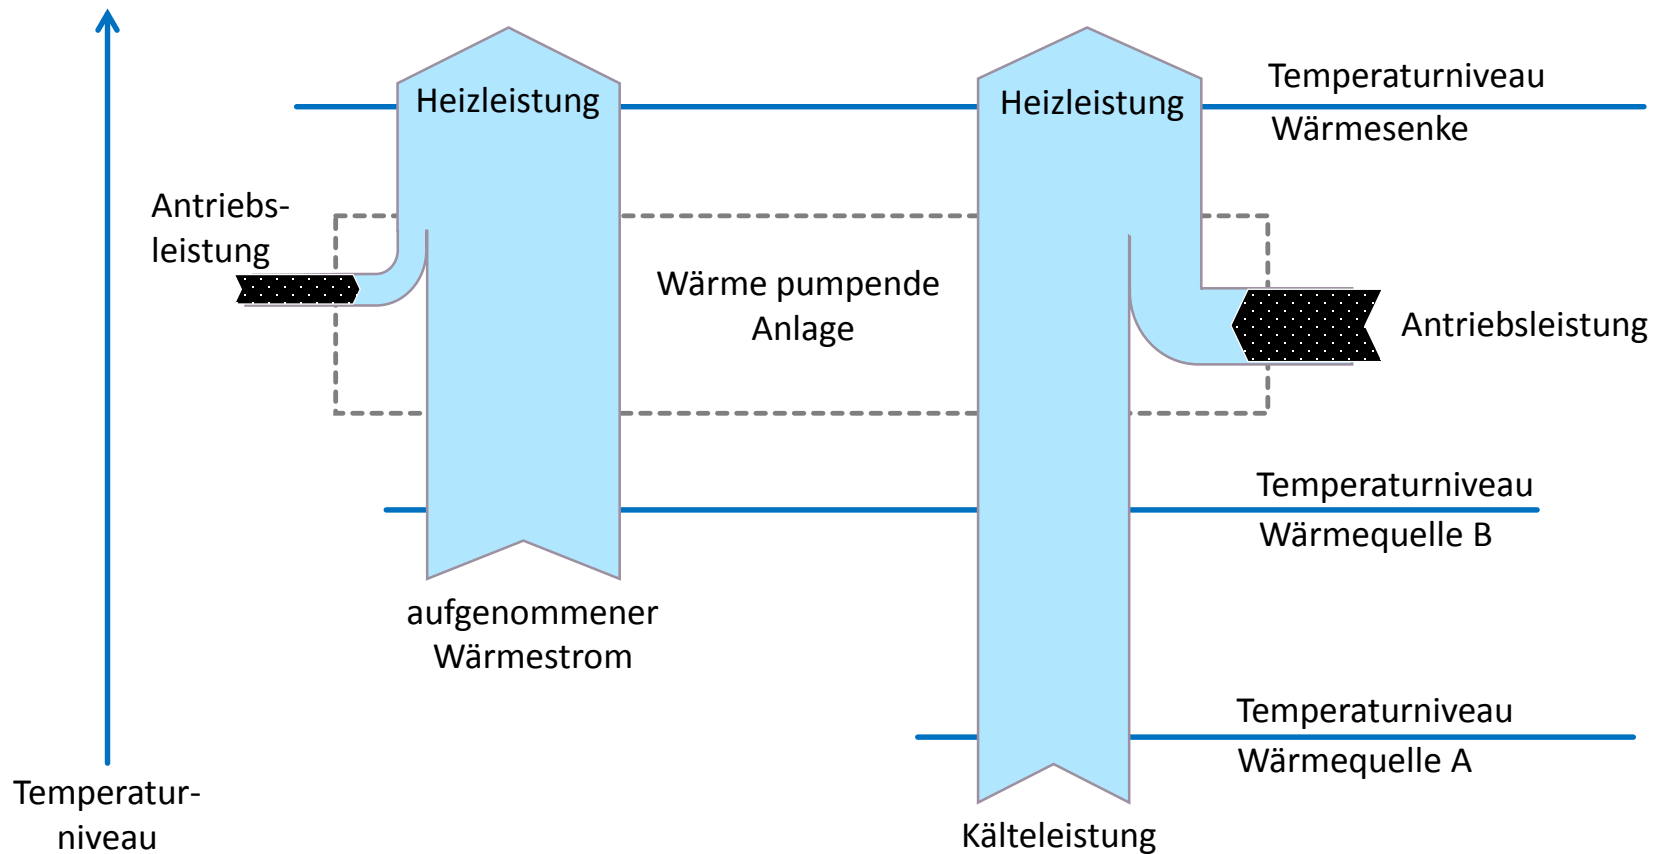 Heizleistung
Heizleistung
Temperaturniveau
Wärmesenke
Antriebs-
leistung
Wärme pumpende
Anlage
Antriebsleistung
Temperaturniveau
Wärmequelle B
aufgenommener
Wärmestrom
Temperaturniveau
Wärmequelle A
Temperatur-
niveau
Kälteleistung